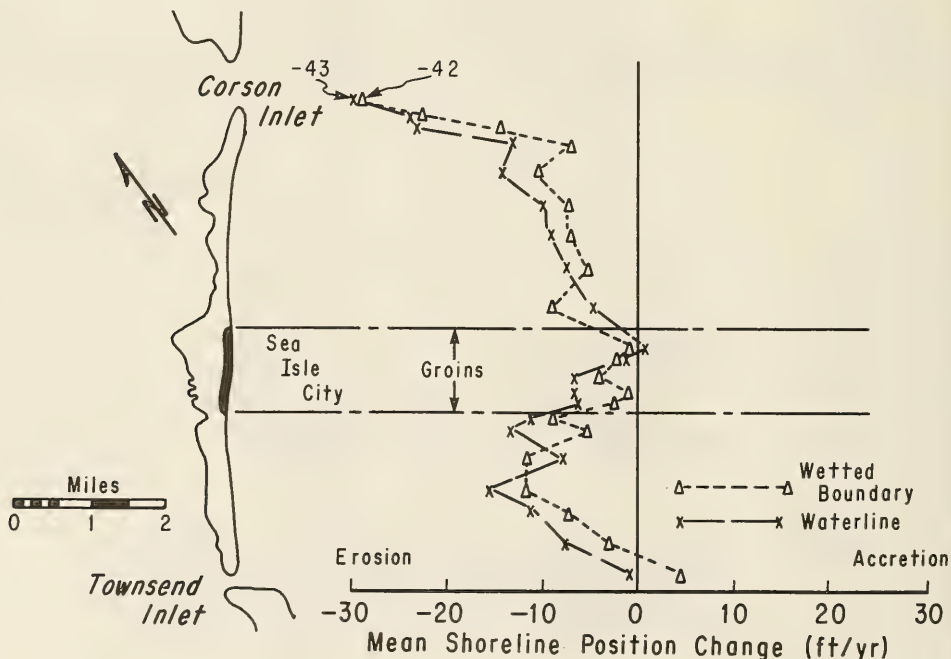 -43
-42
Corson
Inlet
N
Sea
Isle
City
Groins
Miles
0 1 2
Wetted
Boundary
Waterline
Erosion
Accretion
Townsend
Inlet
-30 -20 -10 0 10 20 30
Mean Shoreline Position Change (ft/yr)